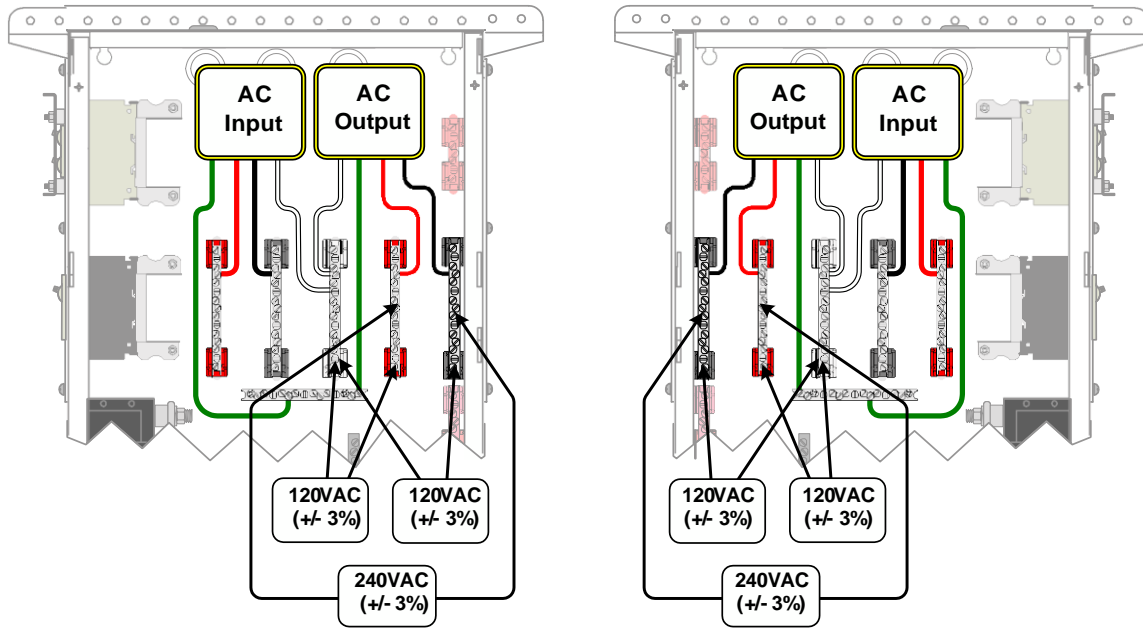 AC
Input
AC
Output
120VAC
(+/- 3%)
120VAC
(+/- 3%)
240VAC
(+/- 3%)
AC
Output
AC
Input
120VAC
(+/- 3%)
120VAC
(+/- 3%)
240VAC
(+/- 3%)